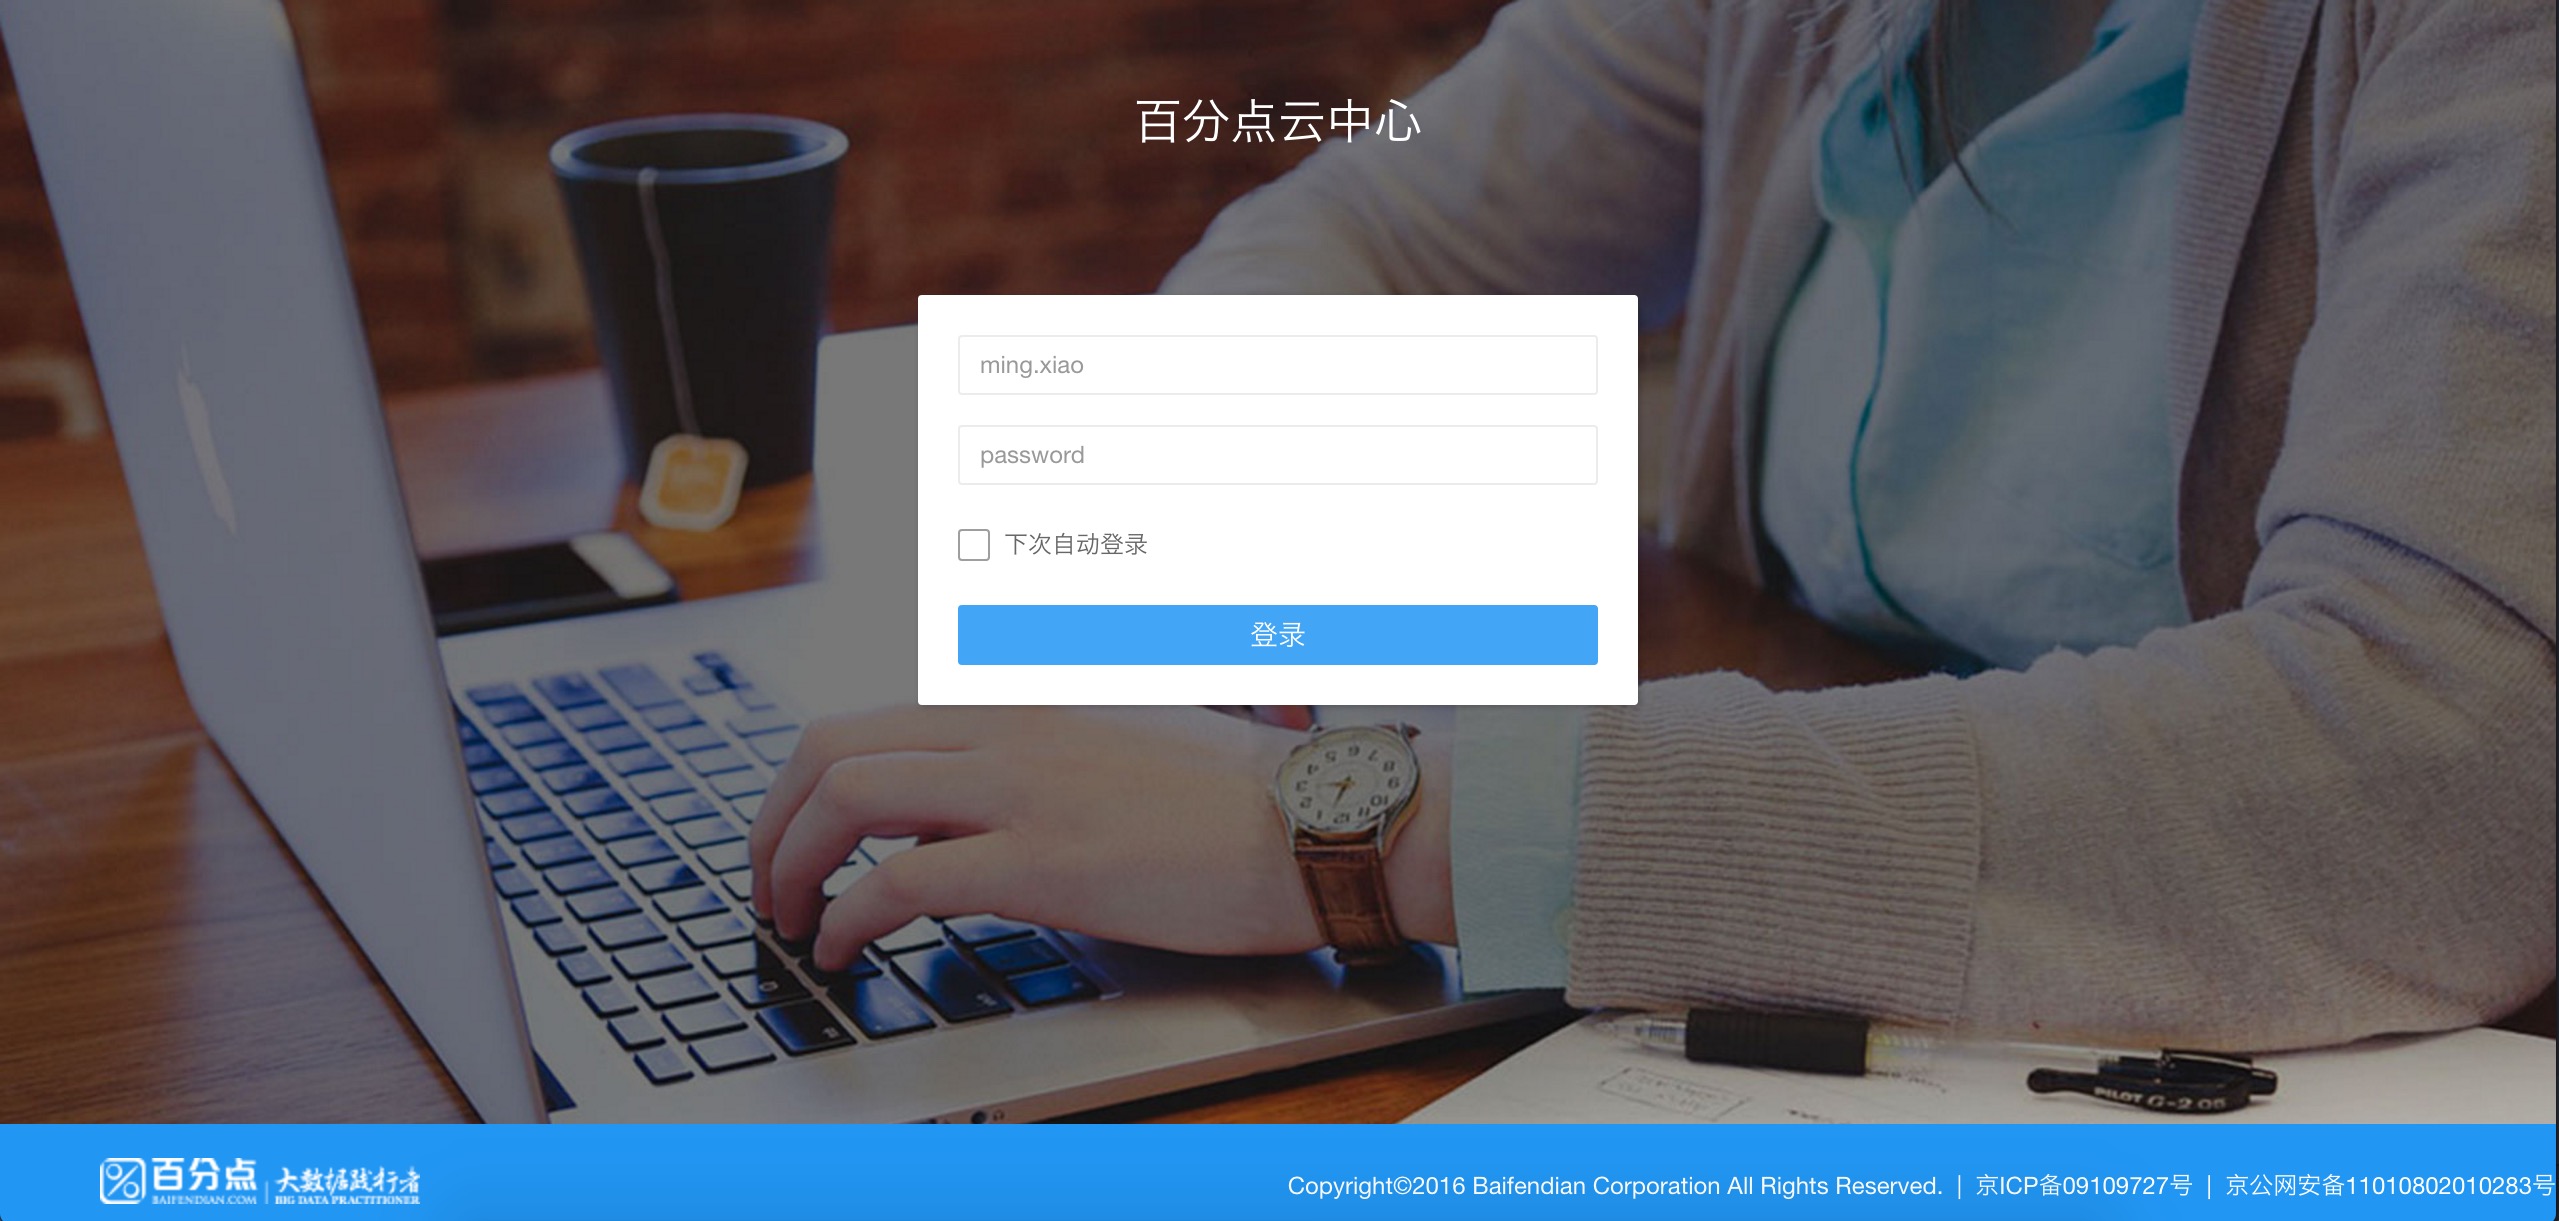 百分点云中心
ming.xiao
password
下次自动登录
登录
PILOT G-2 05
百分点 BAIFENDIAN.COM | 大数据践行者 BIG DATA PRACTITIONER
Copyright©2016 Baifendian Corporation All Rights Reserved. | 京ICP备09109727号 | 京公网安备11010802010283号